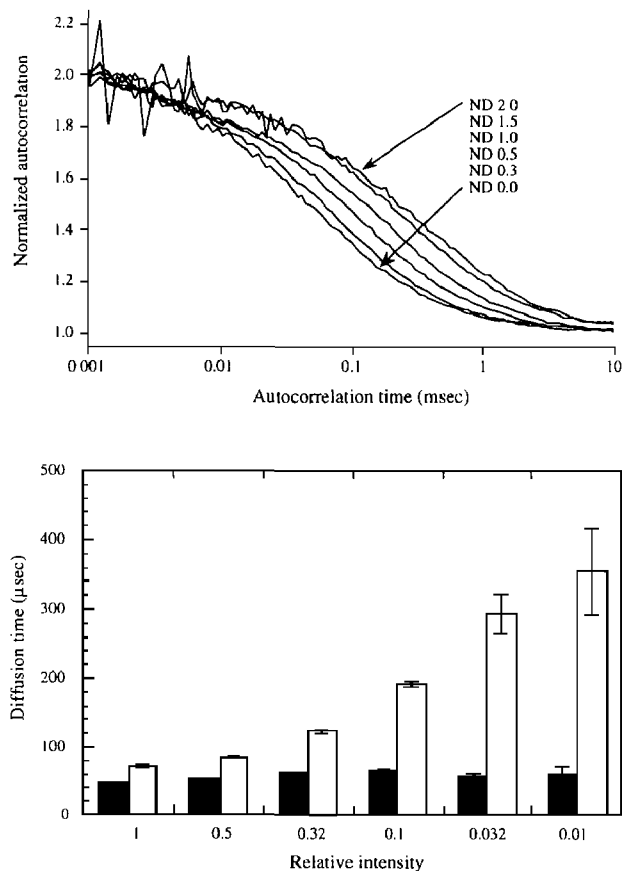 Normalized autocorrelation
2.2
2.0
1.8
1.6
1.4
1.2
1.0
ND 2 0
ND 1.5
ND 1.0
ND 0.5
ND 0.3
ND 0.0
0 001
0.01
0.1
1
10
Autocorrelation time (msec)
Diffusion time (μsec)
500
400
300
200
100
0
1
0.5
0.32
0.1
0.032
0.01
Relative intensity